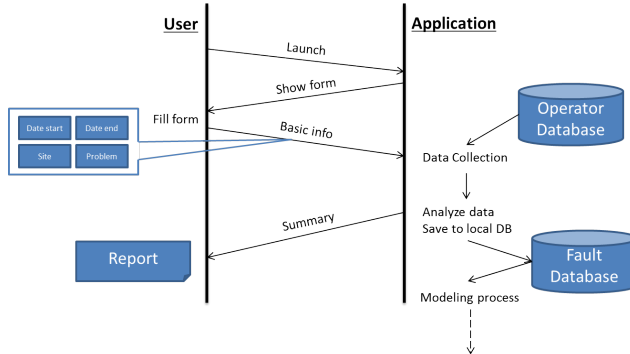 User
Application
Launch
Show form
Operator
Database
Date start
Date end
Fill form
Basic info
Site
Problem
Data Collection
Summary
Analyze data
Save to local DB
Report
Fault
Database
Modeling process